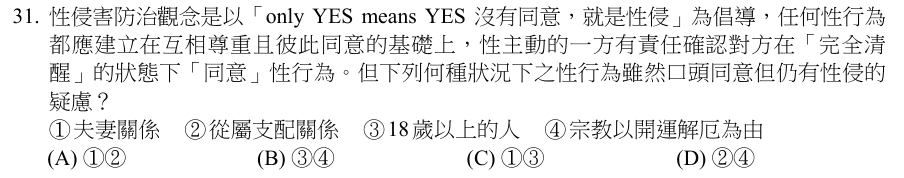 31. 性侵害防治觀念是以「only YES means YES 沒有同意，就是性侵」為倡導，任何性行為
都應建立在互相尊重且彼此同意的基礎上，性主動的一方有責任確認對方在「完全清
醒」的狀態下「同意」性行為。但下列何種狀況下之性行為雖然口頭同意但仍有性侵的
疑慮？
①夫妻關係 ②從屬支配關係 ③18歲以上的人 ④宗教以開運解厄為由
(A) ①② (B) ③④ (C) ①③ (D) ②④